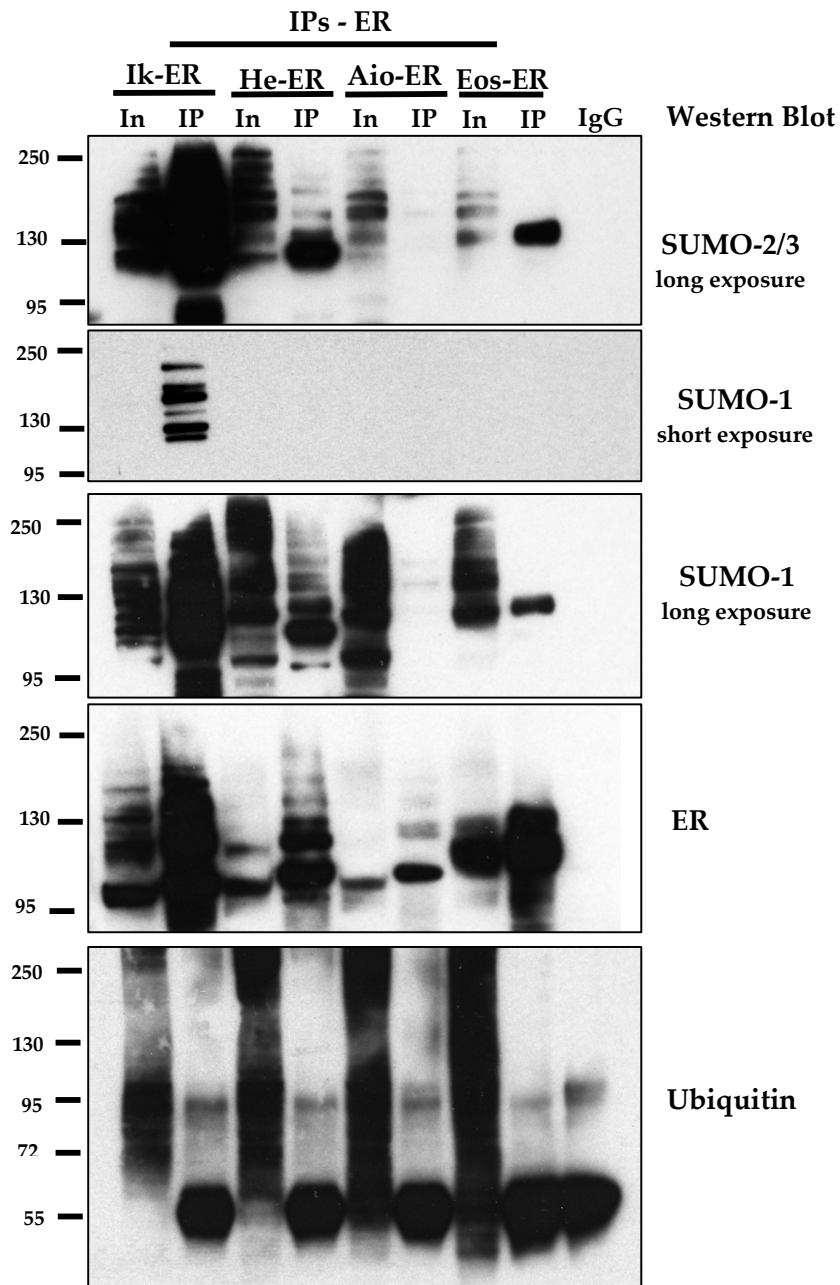 IPs - ER
Ik-ER He-ER Aio-ER Eos-ER
In IP In IP In IP In IP IgG Western Blot
250
130
95
SUMO-2/3
long exposure
250
130
95
SUMO-1
short exposure
250
130
95
SUMO-1
long exposure
250
130
95
ER
250
130
95
72
55
Ubiquitin